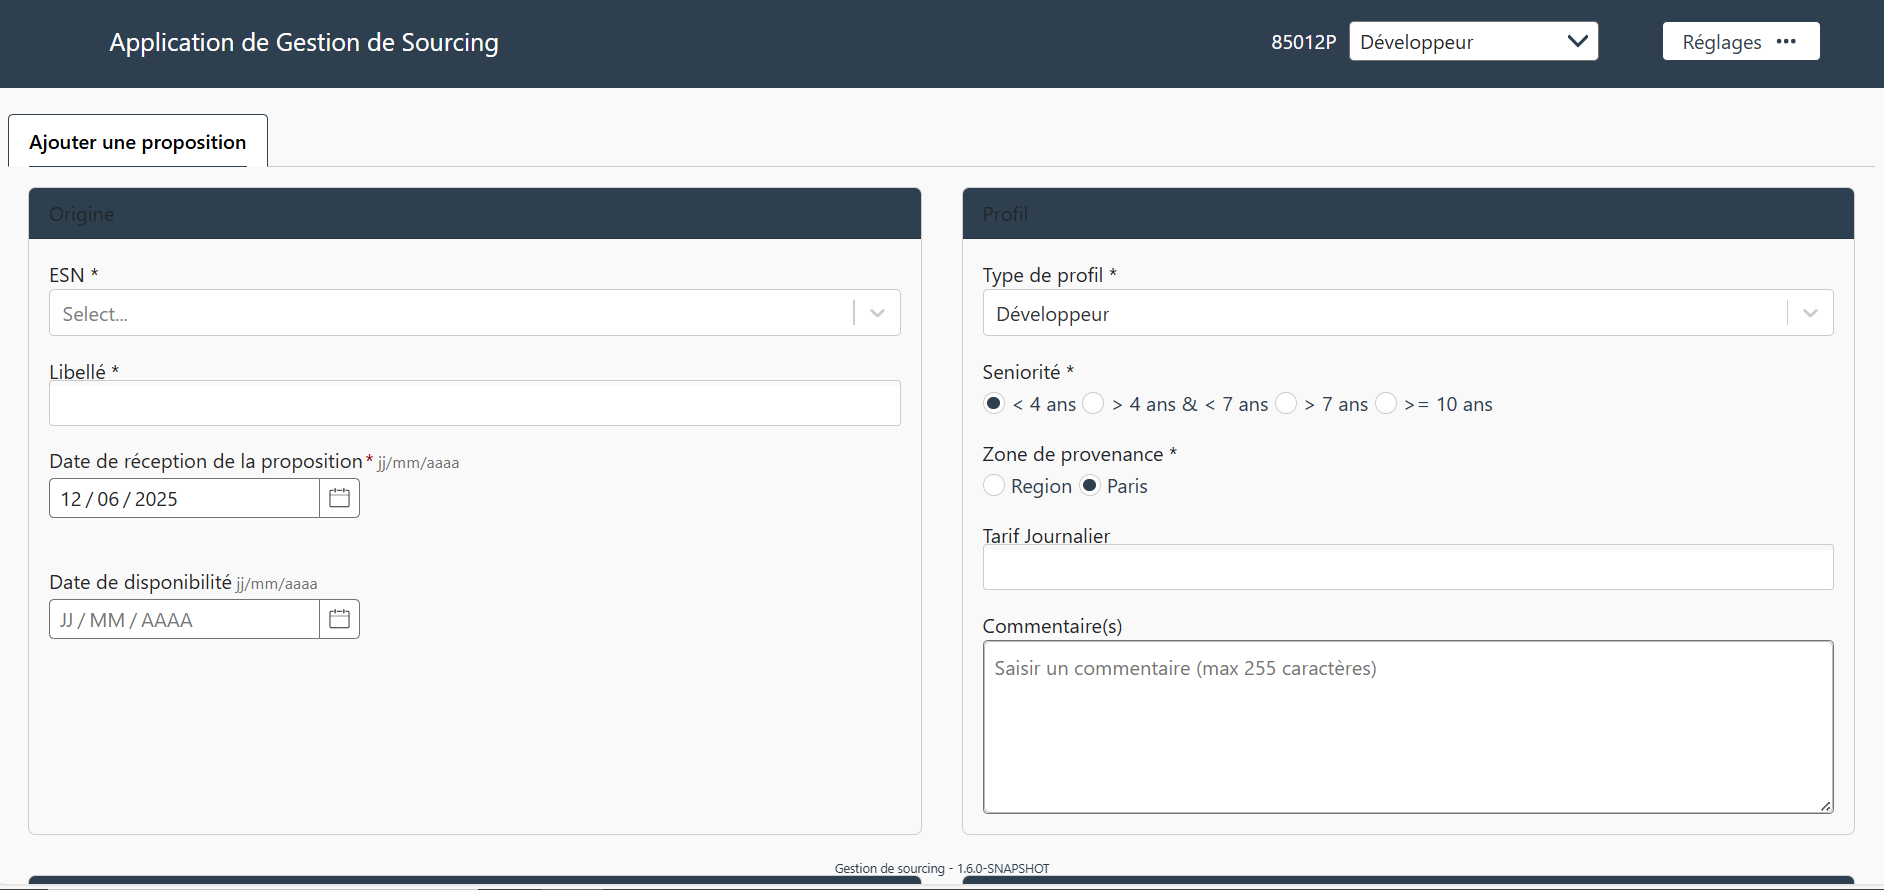 Application de Gestion de Sourcing
85012P
Développeur
Réglages •••
Ajouter une proposition
Origine
ESN *
Select...
Libellé *
Date de réception de la proposition* jj/mm/aaaa
12 / 06 / 2025
Date de disponibilité jj/mm/aaaa
JJ / MM / AAAA
Profil
Type de profil *
Développeur
Seniorité *
< 4 ans > 4 ans & < 7 ans > 7 ans >= 10 ans
Zone de provenance *
Region Paris
Tarif Journalier
Commentaire(s)
Saisir un commentaire (max 255 caractères)
Gestion de sourcing - 1.6.0-SNAPSHOT